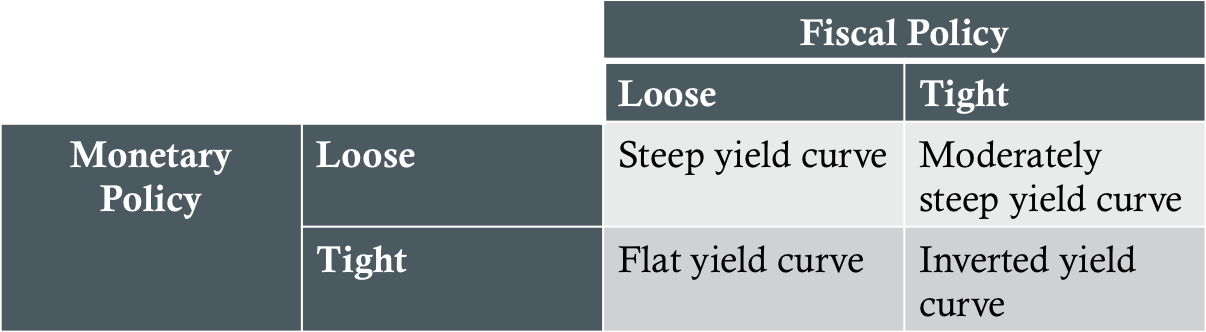 Fiscal Policy
Loose
Tight
Monetary
Policy
Loose
Steep yield curve
Moderately
steep yield curve
Tight
Flat yield curve
Inverted yield
curve